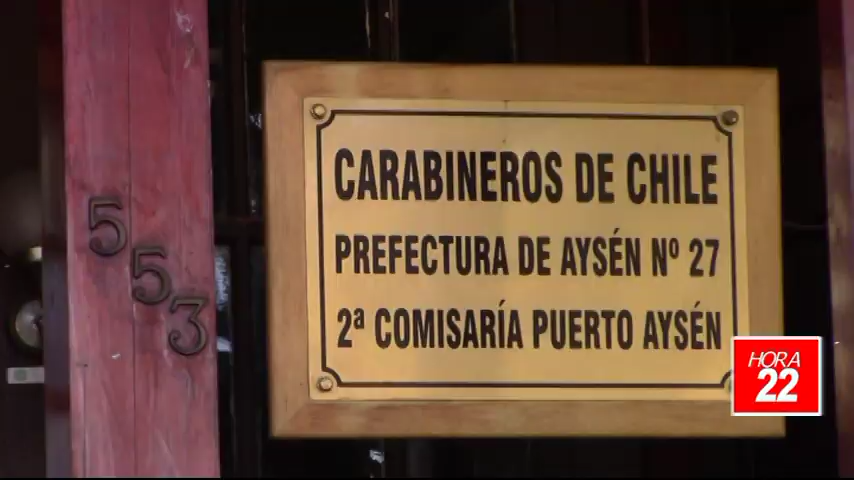 553
CARABINEROS DE CHILE
PREFECTURA DE AYSÉN Nº 27
2ª COMISARÍA PUERTO AYSÉN
HORA
22